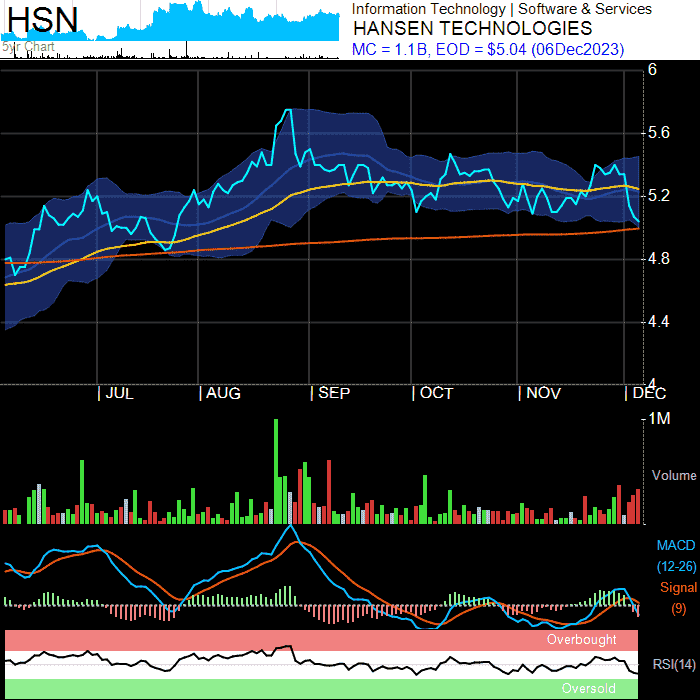 HSN
5yr Chart
Information Technology | Software & Services
HANSEN TECHNOLOGIES
MC = 1.1B, EOD = $5.04 (06Dec2023)
6
5.6
5.2
4.8
4.4
4
| JUL | AUG | SEP | OCT | NOV | DEC
1M
Volume
MACD
(12-26)
Signal
(9)
Overbought
RSI(14)
Oversold